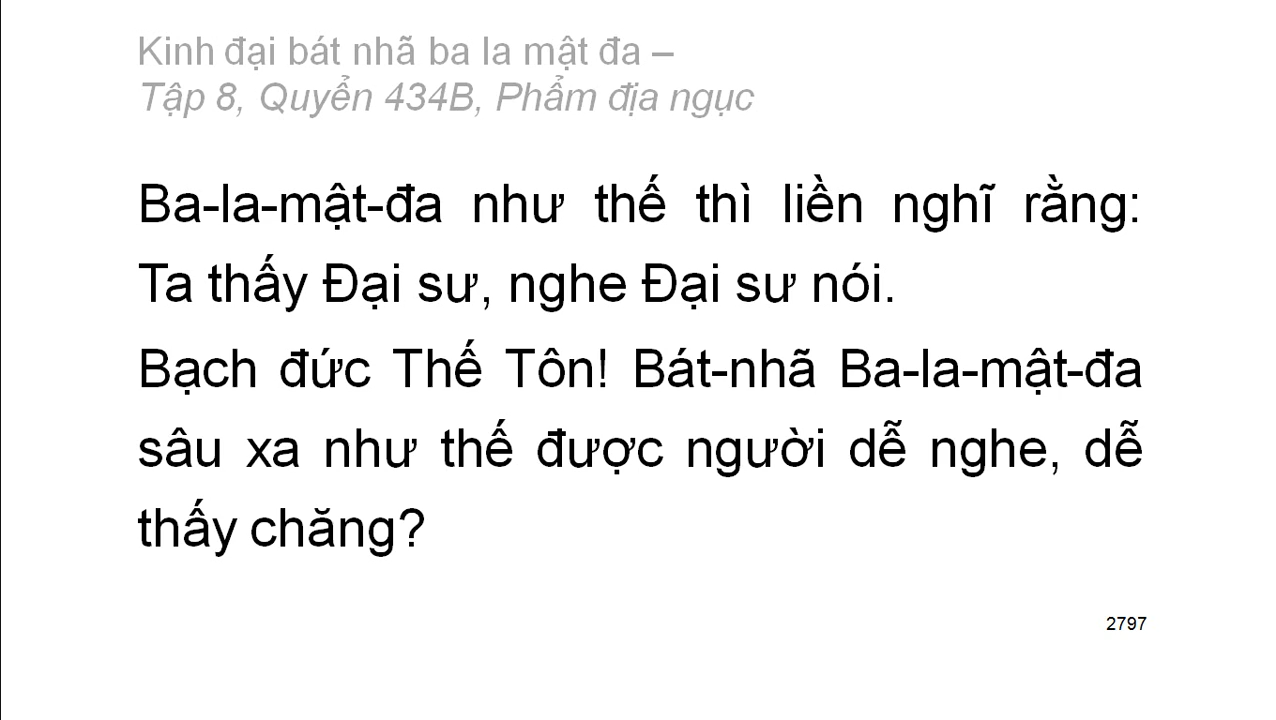 Kinh đại bát nhã ba la mật đa –
Tập 8, Quyển 434B, Phẩm địa ngục
Ba-la-mật-đa như thế thì liền nghĩ rằng:
Ta thấy Đại sư, nghe Đại sư nói.
Bạch đức Thế Tôn! Bát-nhã Ba-la-mật-đa
sâu xa như thế được người dễ nghe, dễ
thấy chăng?
2797